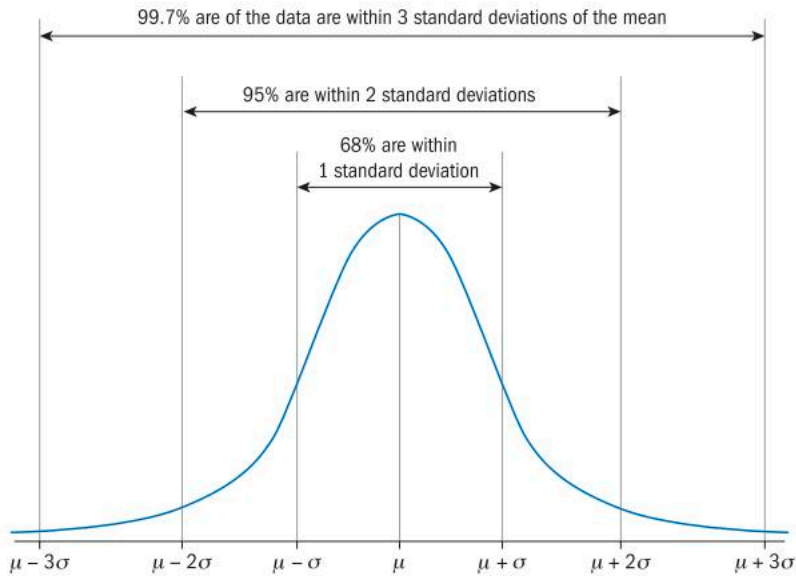 99.7% are of the data are within 3 standard deviations of the mean
95% are within 2 standard deviations
68% are within
1 standard deviation
μ − 3σ μ − 2σ μ − σ μ μ + σ μ + 2σ μ + 3σ